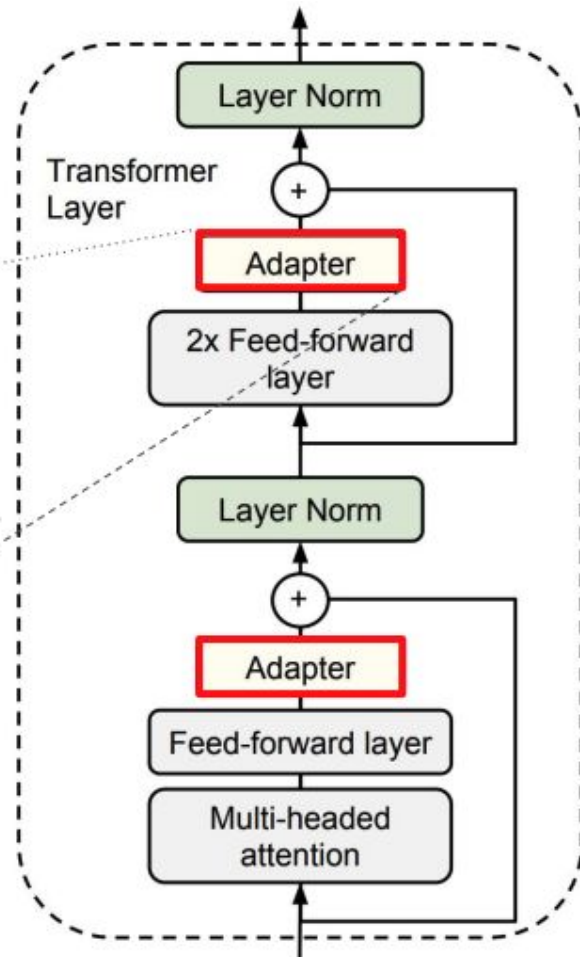 Layer Norm
+
Transformer
Layer
Adapter
2x Feed-forward
layer
Layer Norm
+
Adapter
Feed-forward layer
Multi-headed
attention